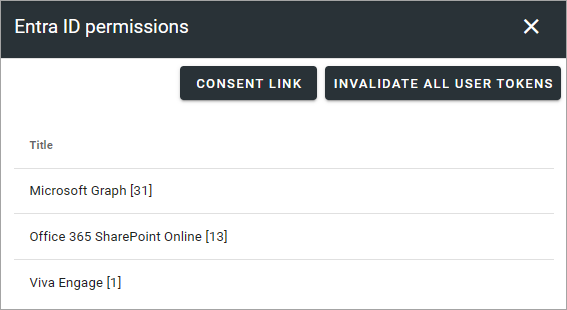 Entra ID permissions
CONSENT LINK
INVALIDATE ALL USER TOKENS
Title
Microsoft Graph [31]
Office 365 SharePoint Online [13]
Viva Engage [1]